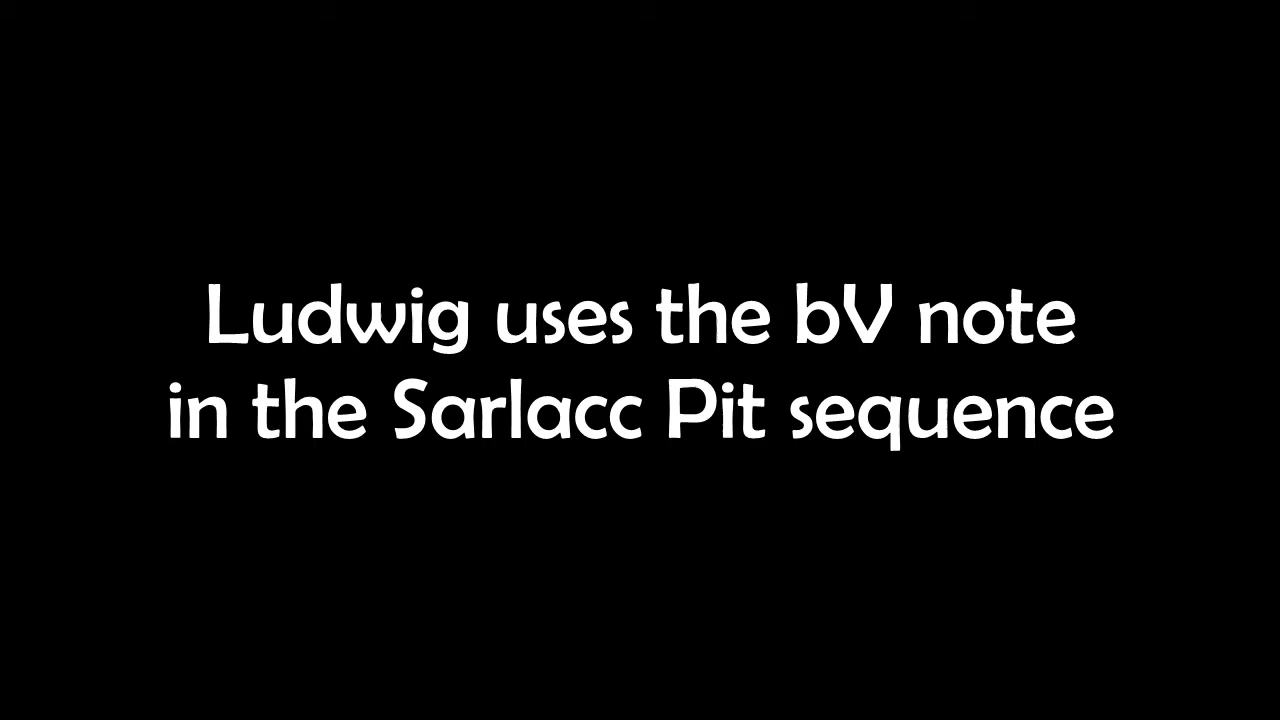 Ludwig uses the bV note
in the Sarlacc Pit sequence